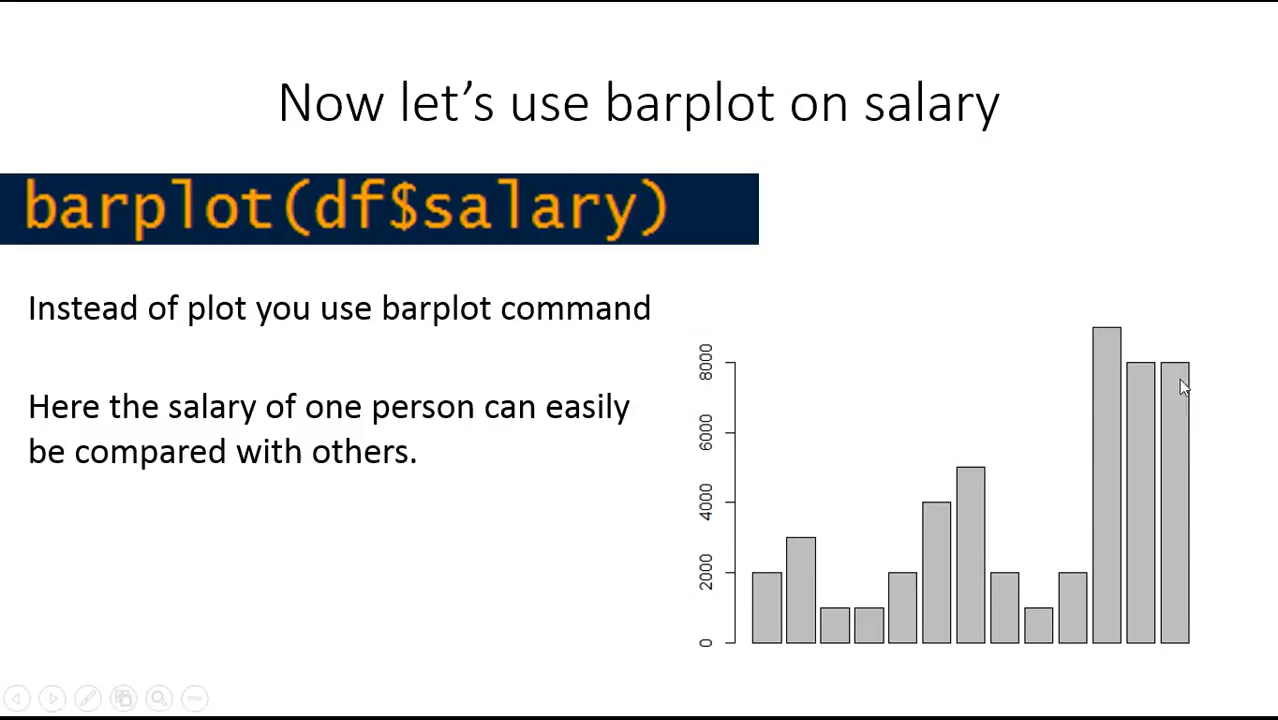 Now let's use barplot on salary
barplot(df$salary)
Instead of plot you use barplot command
Here the salary of one person can easily
be compared with others.
8000
6000
4000
2000
0